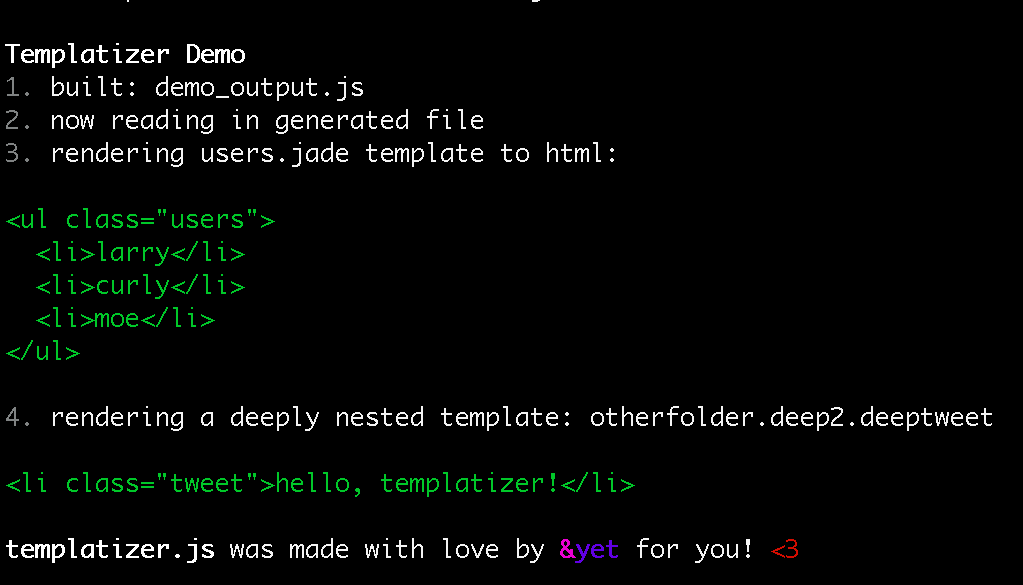 Templatizer Demo
1. built: demo_output.js
2. now reading in generated file
3. rendering users.jade template to html:
<ul class="users">
  <li>larry</li>
  <li>curly</li>
  <li>moe</li>
</ul>
4. rendering a deeply nested template: otherfolder.deep2.deeptweet
<li class="tweet">hello, templatizer!</li>
templatizer.js was made with love by &yet for you! <3